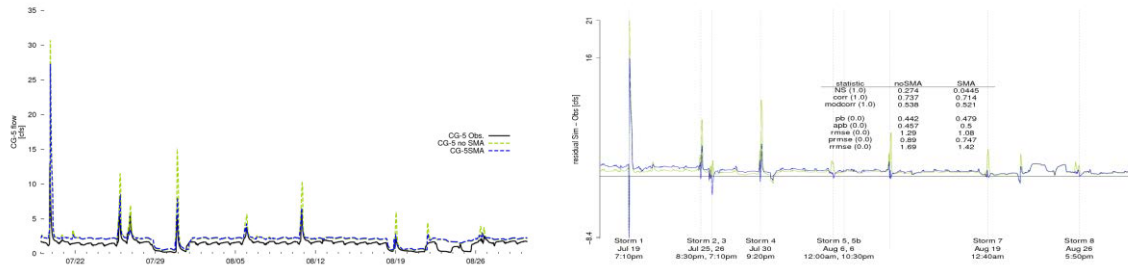 35
30
25
20
15
10
5
0
CG-5 flow
[cfs]
07/22
07/29
08/05
08/12
08/19
08/26
CG-5 Obs.
CG-5 no SMA
CG-5SMA
21
16
-8.4
residual Sim - Obs [cfs]
statistic noSMA SMA
NS (1.0) 0.274 0.0445
corr (1.0) 0.737 0.714
modcorr (1.0) 0.538 0.521
pb (0.0) 0.442 0.479
apb (0.0) 0.457 0.5
rmse (0.0) 1.29 1.08
prmse (0.0) 0.89 0.747
rrmse (0.0) 1.69 1.42
Storm 1
Jul 19
7:10pm
Storm 2, 3
Jul 25, 26
8:30pm, 7:10pm
Storm 4
Jul 30
9:20pm
Storm 5, 5b
Aug 6, 6
12:00am, 10:30pm
Storm 7
Aug 19
12:40am
Storm 8
Aug 26
5:50pm